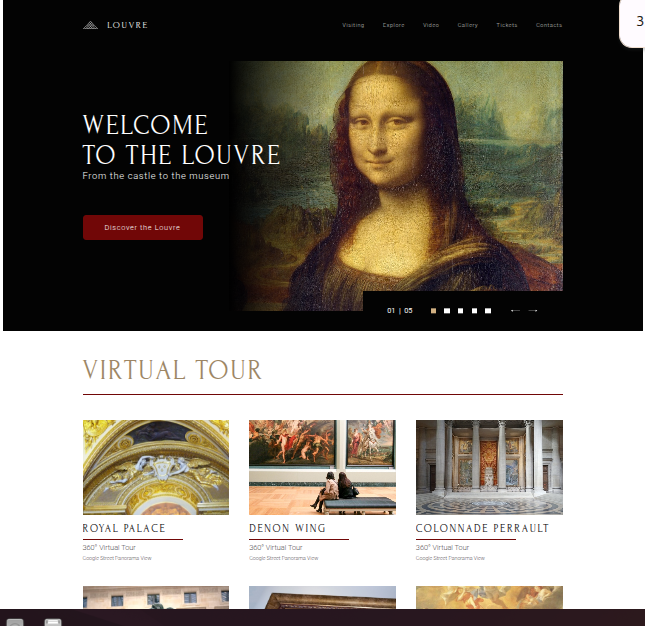 LOUVRE
Visiting Explore Video Gallery Tickets Contacts
3
WELCOME
TO THE LOUVRE
From the castle to the museum
Discover the Louvre
01 | 05
VIRTUAL TOUR
ROYAL PALACE
360° Virtual Tour
Google Street Panorama View
DENON WING
360° Virtual Tour
Google Street Panorama View
COLONNADE PERRAULT
360° Virtual Tour
Google Street Panorama View